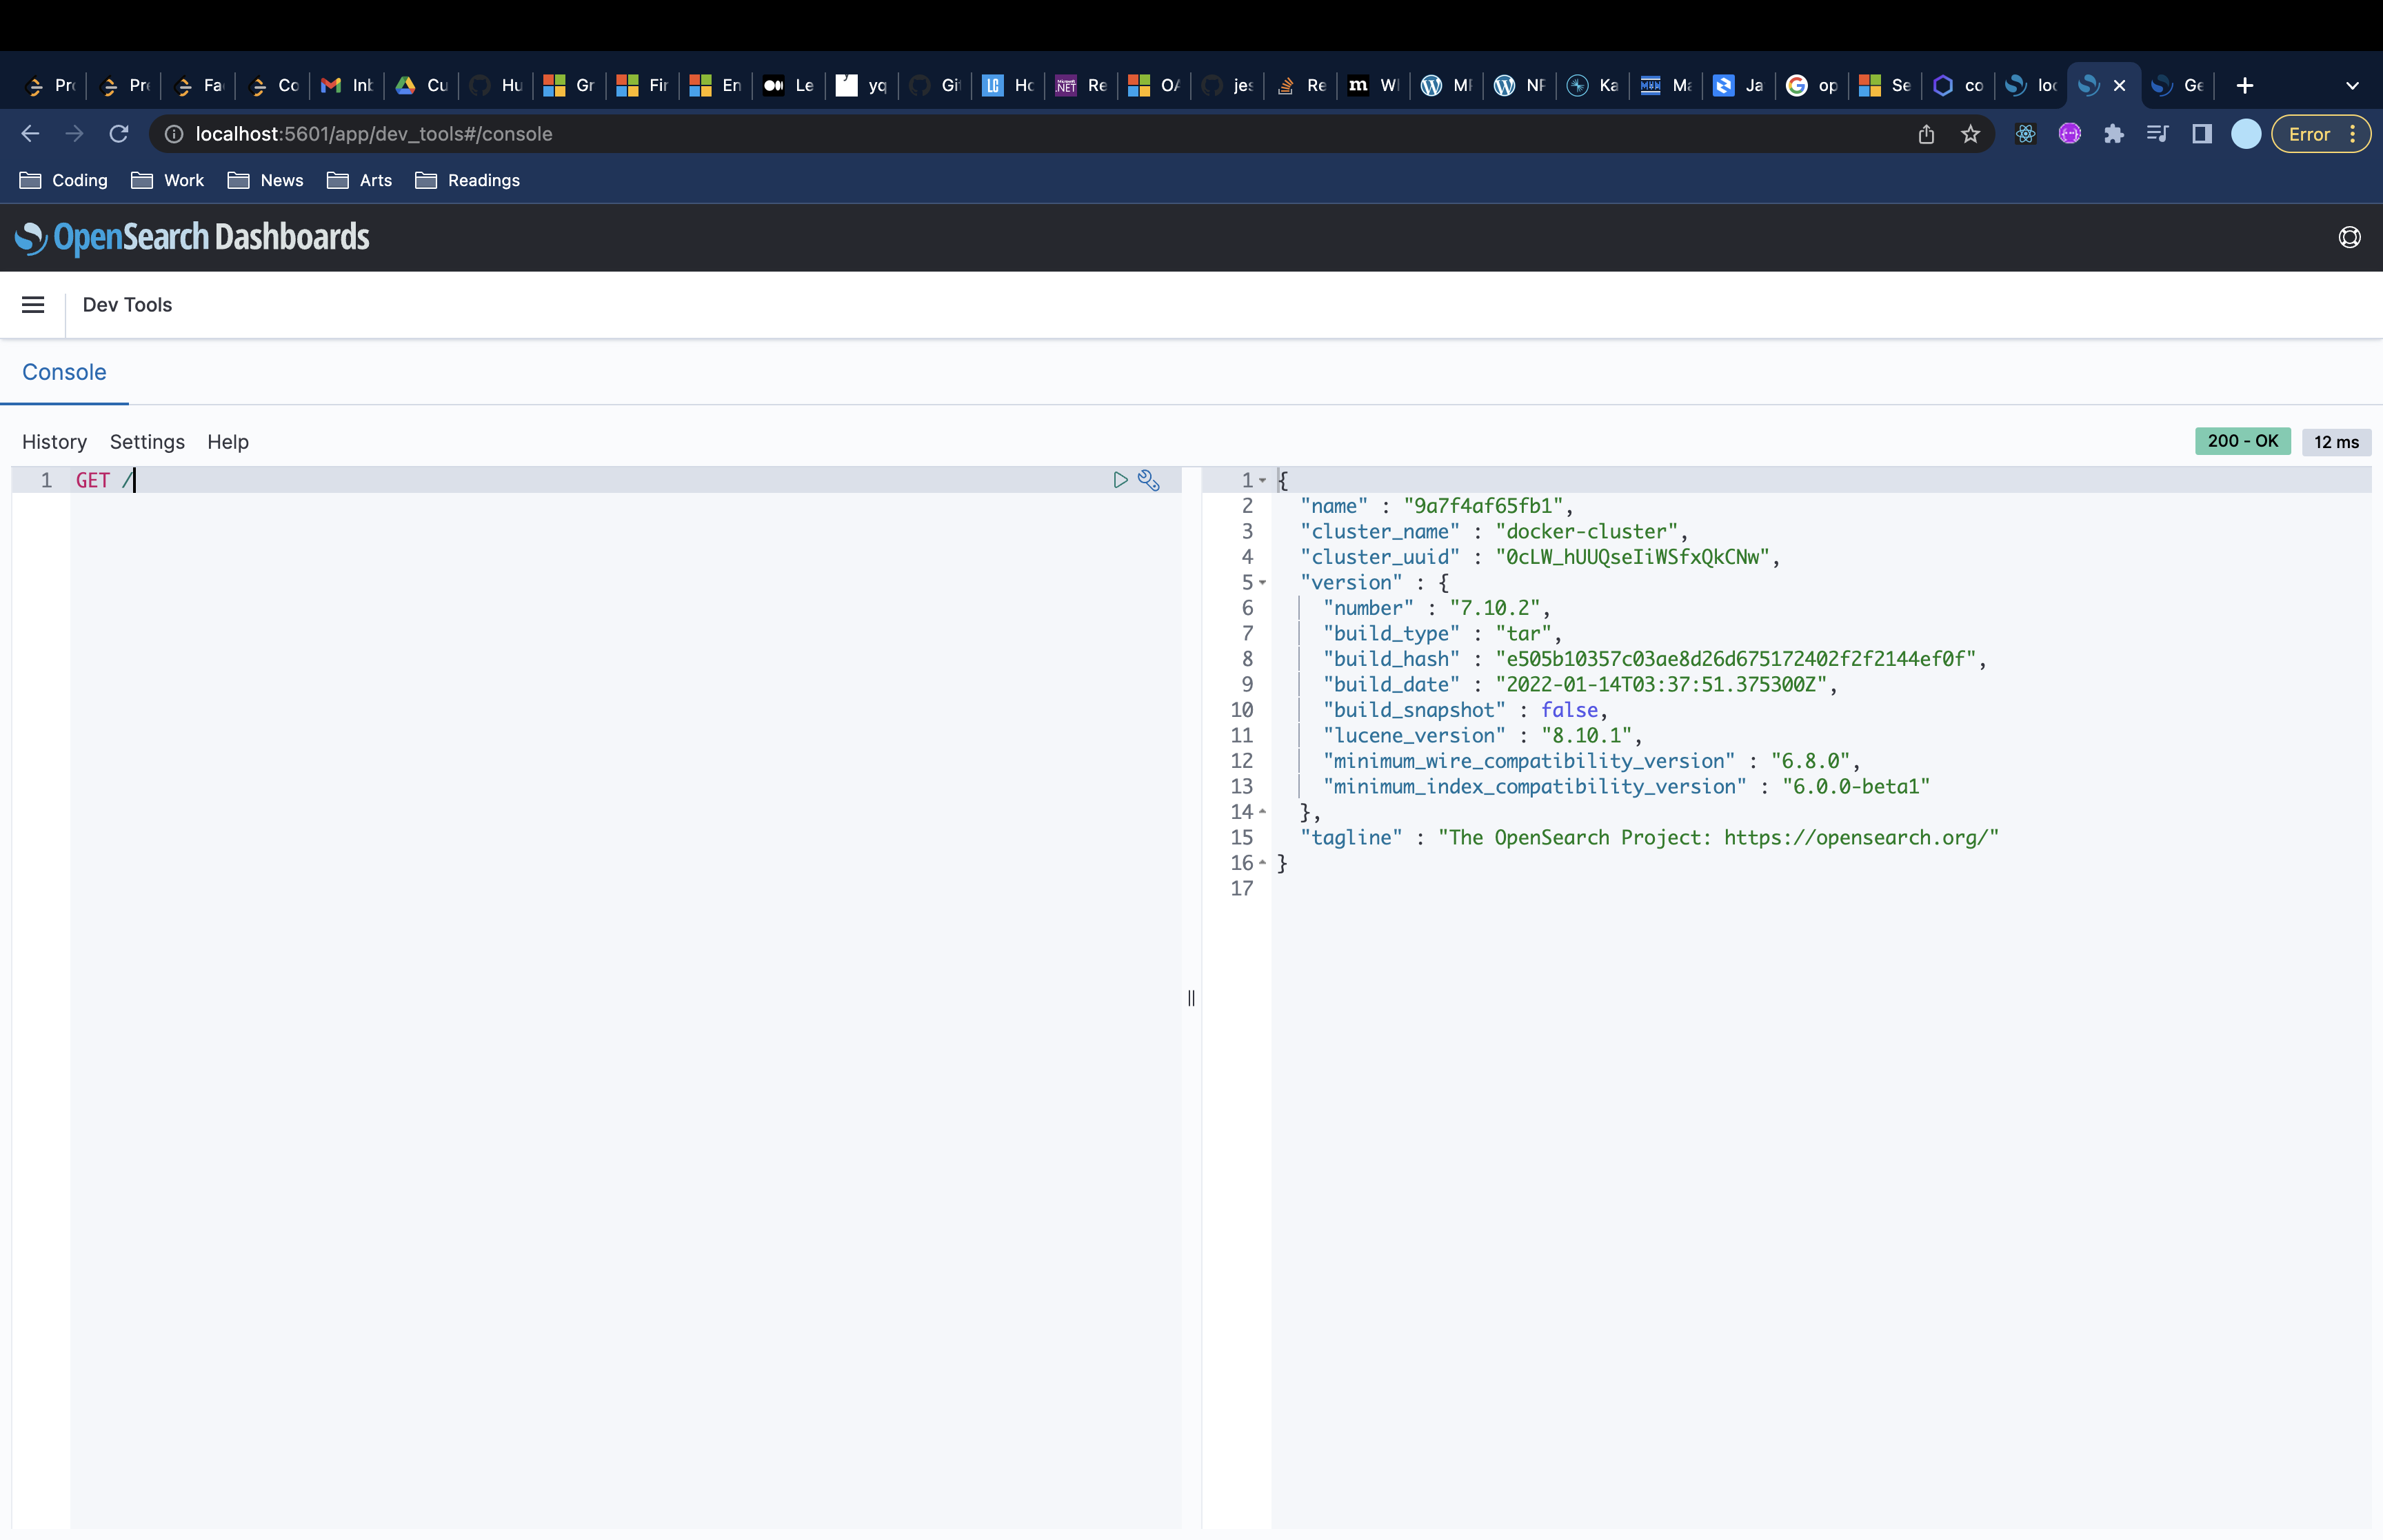 Pr Pr Fa Co Inb Cu Hu Gr Fir En Le yq Git LC Ho .NET Re OA jes Re m W MF NF Ka Ma Ja op Se co loc Ge
localhost:5601/app/dev_tools#/console Error
Coding Work News Arts Readings
OpenSearch Dashboards
Dev Tools
Console
History Settings Help 200 - OK 12 ms
1 GET /
1 {
2 "name" : "9a7f4af65fb1",
3 "cluster_name" : "docker-cluster",
4 "cluster_uuid" : "0cLW_hUUQseIiWSfxQkCNw",
5 "version" : {
6 "number" : "7.10.2",
7 "build_type" : "tar",
8 "build_hash" : "e505b10357c03ae8d26d675172402f2f2144ef0f",
9 "build_date" : "2022-01-14T03:37:51.375300Z",
10 "build_snapshot" : false,
11 "lucene_version" : "8.10.1",
12 "minimum_wire_compatibility_version" : "6.8.0",
13 "minimum_index_compatibility_version" : "6.0.0-beta1"
14 },
15 "tagline" : "The OpenSearch Project: https://opensearch.org/"
16 }
17